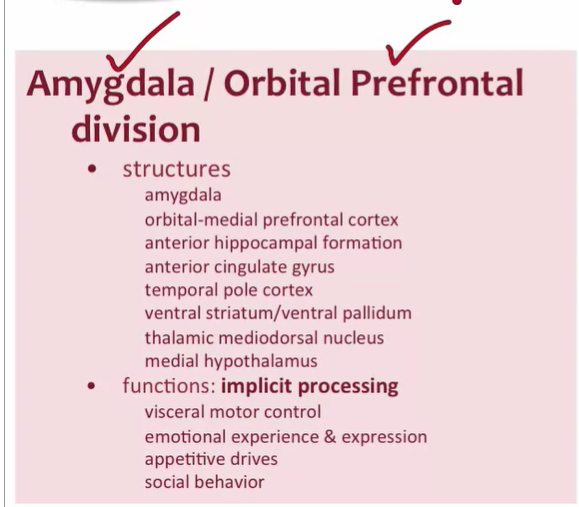 Amygdala / Orbital Prefrontal
division
• structures
amygdala
orbital-medial prefrontal cortex
anterior hippocampal formation
anterior cingulate gyrus
temporal pole cortex
ventral striatum/ventral pallidum
thalamic mediodorsal nucleus
medial hypothalamus
• functions: implicit processing
visceral motor control
emotional experience & expression
appetitive drives
social behavior